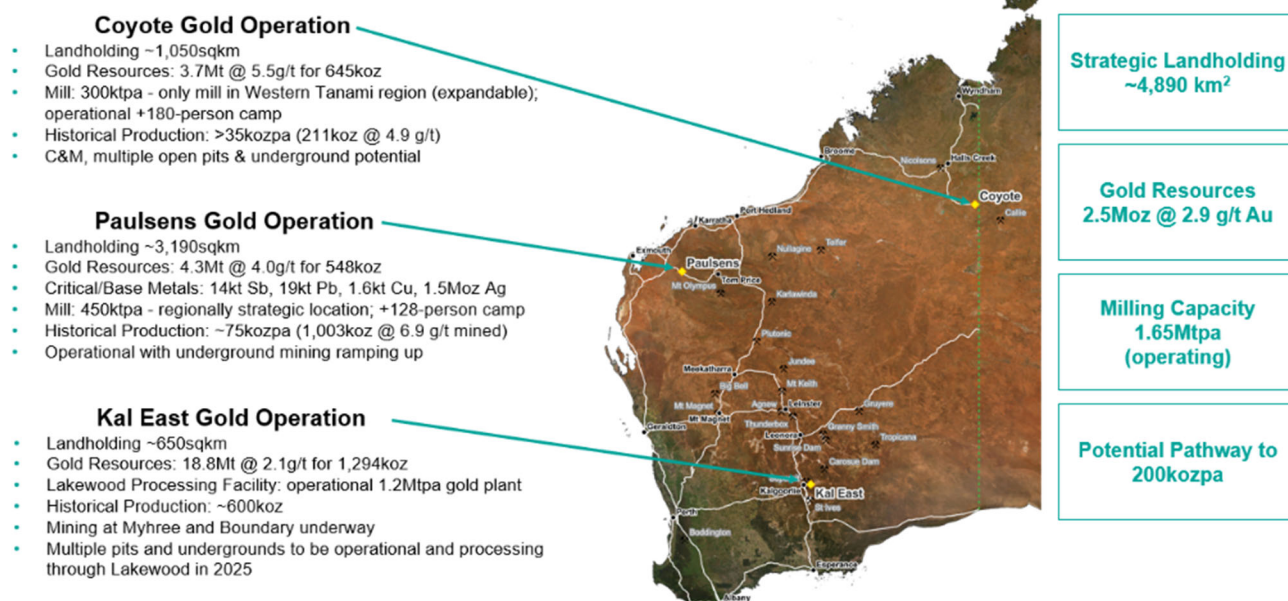 Coyote Gold Operation
• Landholding ~1,050sqkm
• Gold Resources: 3.7Mt @ 5.5g/t for 645koz
• Mill: 300ktpa - only mill in Western Tanami region (expandable);
operational +180-person camp
• Historical Production: >35kozpa (211koz @ 4.9 g/t)
• C&M, multiple open pits & underground potential
Paulsens Gold Operation
• Landholding ~3,190sqkm
• Gold Resources: 4.3Mt @ 4.0g/t for 548koz
• Critical/Base Metals: 14kt Sb, 19kt Pb, 1.6kt Cu, 1.5Moz Ag
• Mill: 450ktpa - regionally strategic location; +128-person camp
• Historical Production: ~75kozpa (1,003koz @ 6.9 g/t mined)
• Operational with underground mining ramping up
Kal East Gold Operation
• Landholding ~650sqkm
• Gold Resources: 18.8Mt @ 2.1g/t for 1,294koz
• Lakewood Processing Facility: operational 1.2Mtpa gold plant
• Historical Production: ~600koz
• Mining at Myhree and Boundary underway
• Multiple pits and undergrounds to be operational and processing
through Lakewood in 2025
Wyndham
Broome
Nicolsons
Halls Creek
Coyote
Callie
Port Hedland
Karratha
Exmouth
Nullagine
Telfer
Paulsens
Tom Price
Mt Olympus
Karlawinda
Plutonic
Jundee
Meekatharra
Mt Keith
Big Bell
Agnew
Leinster
Gruyere
Mt Magnet
Mt Magnet
Thunderbox
Granny Smith
Geraldton
Leonora
Tropicana
Sunrise Dam
Carosue Dam
Kalgoorlie
Kal East
St Ives
Perth
Boddington
Esperance
Albany
Strategic Landholding
~4,890 km²
Gold Resources
2.5Moz @ 2.9 g/t Au
Milling Capacity
1.65Mtpa
(operating)
Potential Pathway to
200kozpa